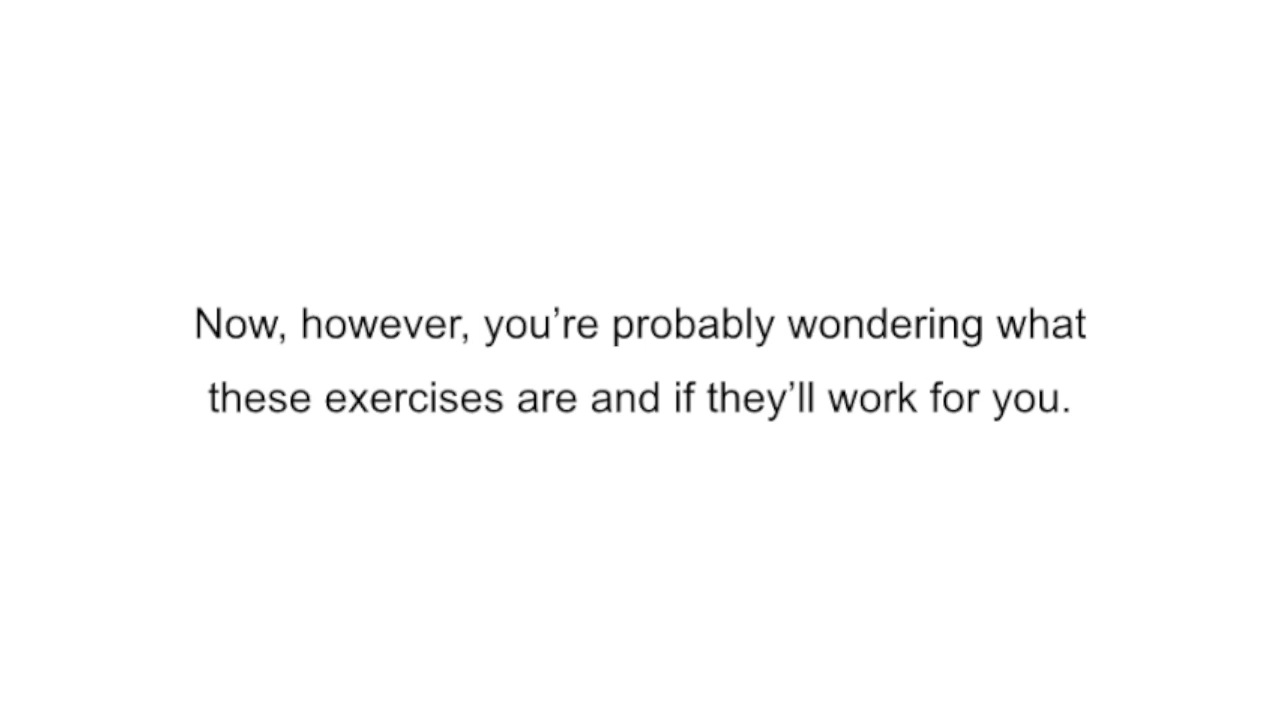 Now, however, you’re probably wondering what
these exercises are and if they’ll work for you.